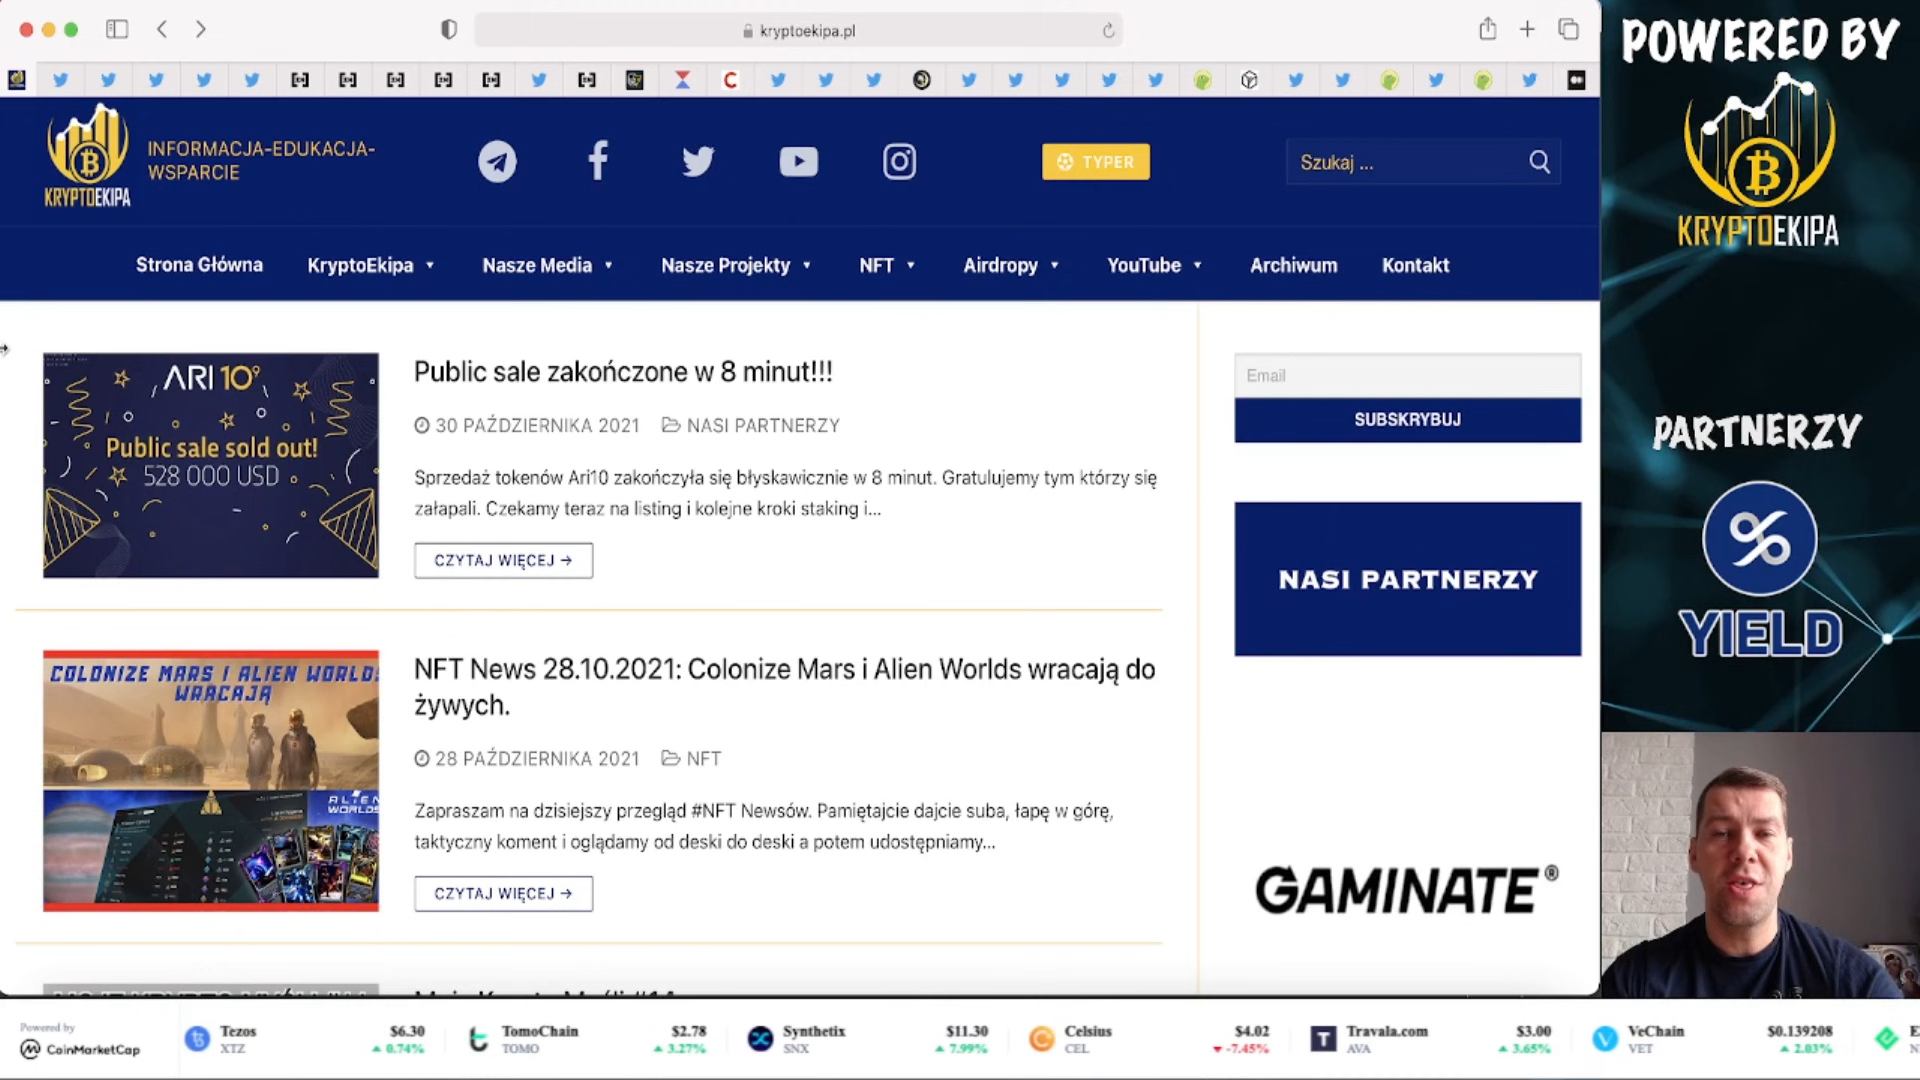 kryptoekipa.pl
POWERED BY
KRYPTOEKIPA
INFORMACJA-EDUKACJA-
WSPARCIE
TYPER
Szukaj ...
KRYPTOEKIPA
Strona Główna
KryptoEkipa
Nasze Media
Nasze Projekty
NFT
Airdropy
YouTube
Archiwum
Kontakt
ARI 10
Public sale sold out!
528 000 USD
Public sale zakończone w 8 minut!!!
30 PAŹDZIERNIKA 2021
NASI PARTNERZY
Sprzedaż tokenów Ari10 zakończyła się błyskawicznie w 8 minut. Gratulujemy tym którzy się
załapali. Czekamy teraz na listing i kolejne kroki staking i...
CZYTAJ WIĘCEJ →
COLONIZE MARS I ALIEN WORLDS
WRACAJĄ
ALIEN
WORLDS
NFT News 28.10.2021: Colonize Mars i Alien Worlds wracają do
żywych.
28 PAŹDZIERNIKA 2021
NFT
Zapraszam na dzisiejszy przegląd #NFT Newsów. Pamiętajcie dajcie suba, łapę w górę,
taktyczny koment i oglądamy od deski do deski a potem udostępniamy...
CZYTAJ WIĘCEJ →
Email
SUBSKRYBUJ
NASI PARTNERZY
GAMINATE®
PARTNERZY
YIELD
Powered by
CoinMarketCap
Tezos
XTZ
$6.30
0.74%
TomoChain
TOMO
$2.78
3.27%
Synthetix
SNX
$11.30
7.99%
Celsius
CEL
$4.02
-7.45%
Travala.com
AVA
$3.00
3.65%
VeChain
VET
$0.139208
2.03%